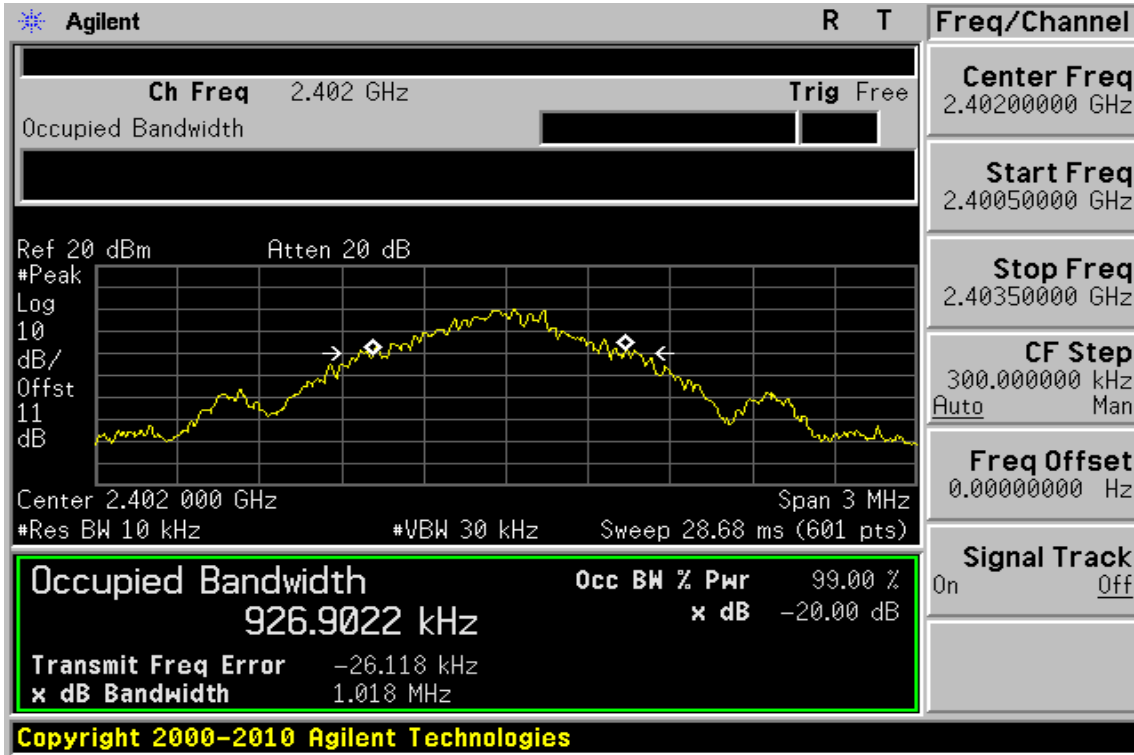 Agilent R T
Ch Freq 2.402 GHz Trig Free
Occupied Bandwidth
Ref 20 dBm Atten 20 dB
#Peak
Log
10
dB/
Offst
11
dB
Center 2.402 000 GHz Span 3 MHz
#Res BW 10 kHz #VBW 30 kHz Sweep 28.68 ms (601 pts)
Occupied Bandwidth Occ BW % Pwr 99.00 %
926.9022 kHz x dB -20.00 dB
Transmit Freq Error -26.118 kHz
x dB Bandwidth 1.018 MHz
Copyright 2000-2010 Agilent Technologies
Freq/Channel
Center Freq
2.40200000 GHz
Start Freq
2.40050000 GHz
Stop Freq
2.40350000 GHz
CF Step
300.000000 kHz
Auto Man
Freq Offset
0.00000000 Hz
Signal Track
On Off